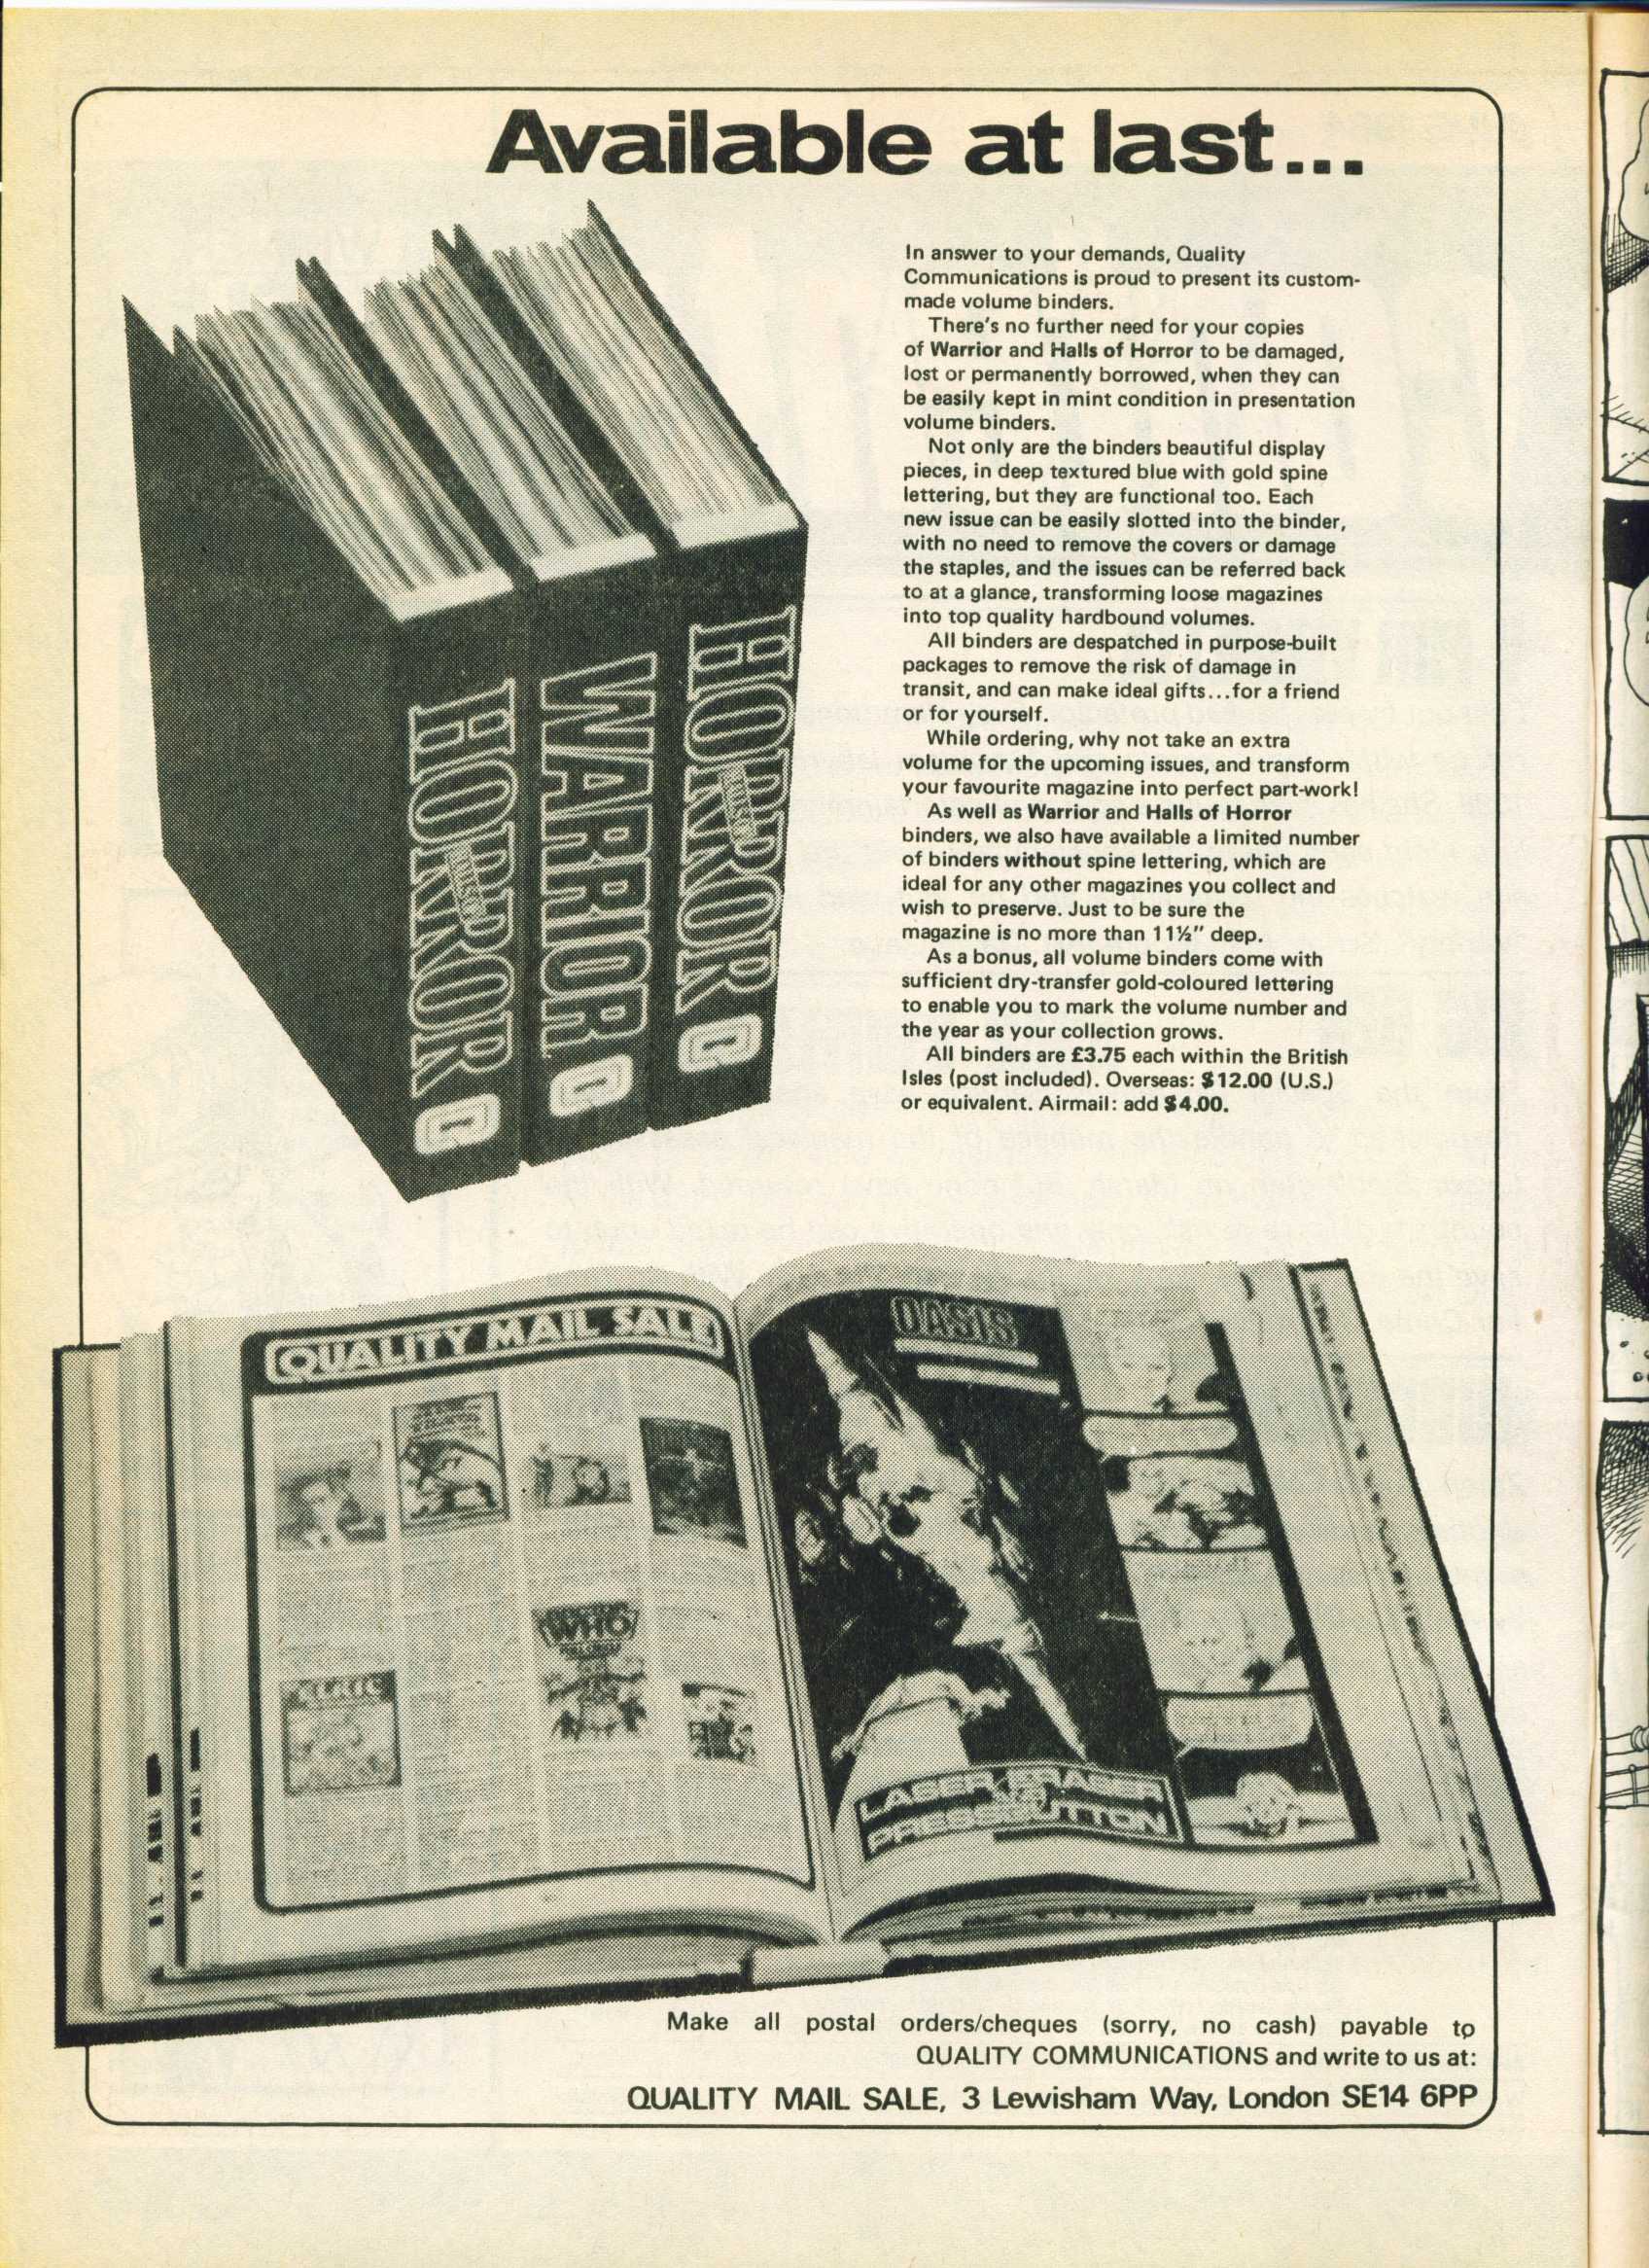 Available at last...
In answer to your demands, Quality
Communications is proud to present its custom-
made volume binders.
There's no further need for your copies
of Warrior and Halls of Horror to be damaged,
lost or permanently borrowed, when they can
be easily kept in mint condition in presentation
volume binders.
Not only are the binders beautiful display
pieces, in deep textured blue with gold spine
lettering, but they are functional too. Each
new issue can be easily slotted into the binder,
with no need to remove the covers or damage
the staples, and the issues can be referred back
to at a glance, transforming loose magazines
into top quality hardbound volumes.
All binders are despatched in purpose-built
packages to remove the risk of damage in
transit, and can make ideal gifts...for a friend
or for yourself.
While ordering, why not take an extra
volume for the upcoming issues, and transform
your favourite magazine into perfect part-work!
As well as Warrior and Halls of Horror
binders, we also have available a limited number
of binders without spine lettering, which are
ideal for any other magazines you collect and
wish to preserve. Just to be sure the
magazine is no more than 11½" deep.
As a bonus, all volume binders come with
sufficient dry-transfer gold-coloured lettering
to enable you to mark the volume number and
the year as your collection grows.
All binders are £3.75 each within the British
Isles (post included). Overseas: $12.00 (U.S.)
or equivalent. Airmail: add $4.00.
HORROR
WARRIOR
HORROR
QUALITY MAIL SALE
DOCTOR
WHO
OASIS
LASER ERASER
PRESSBUTTON
Make all postal orders/cheques (sorry, no cash) payable to
QUALITY COMMUNICATIONS and write to us at:
QUALITY MAIL SALE, 3 Lewisham Way, London SE14 6PP